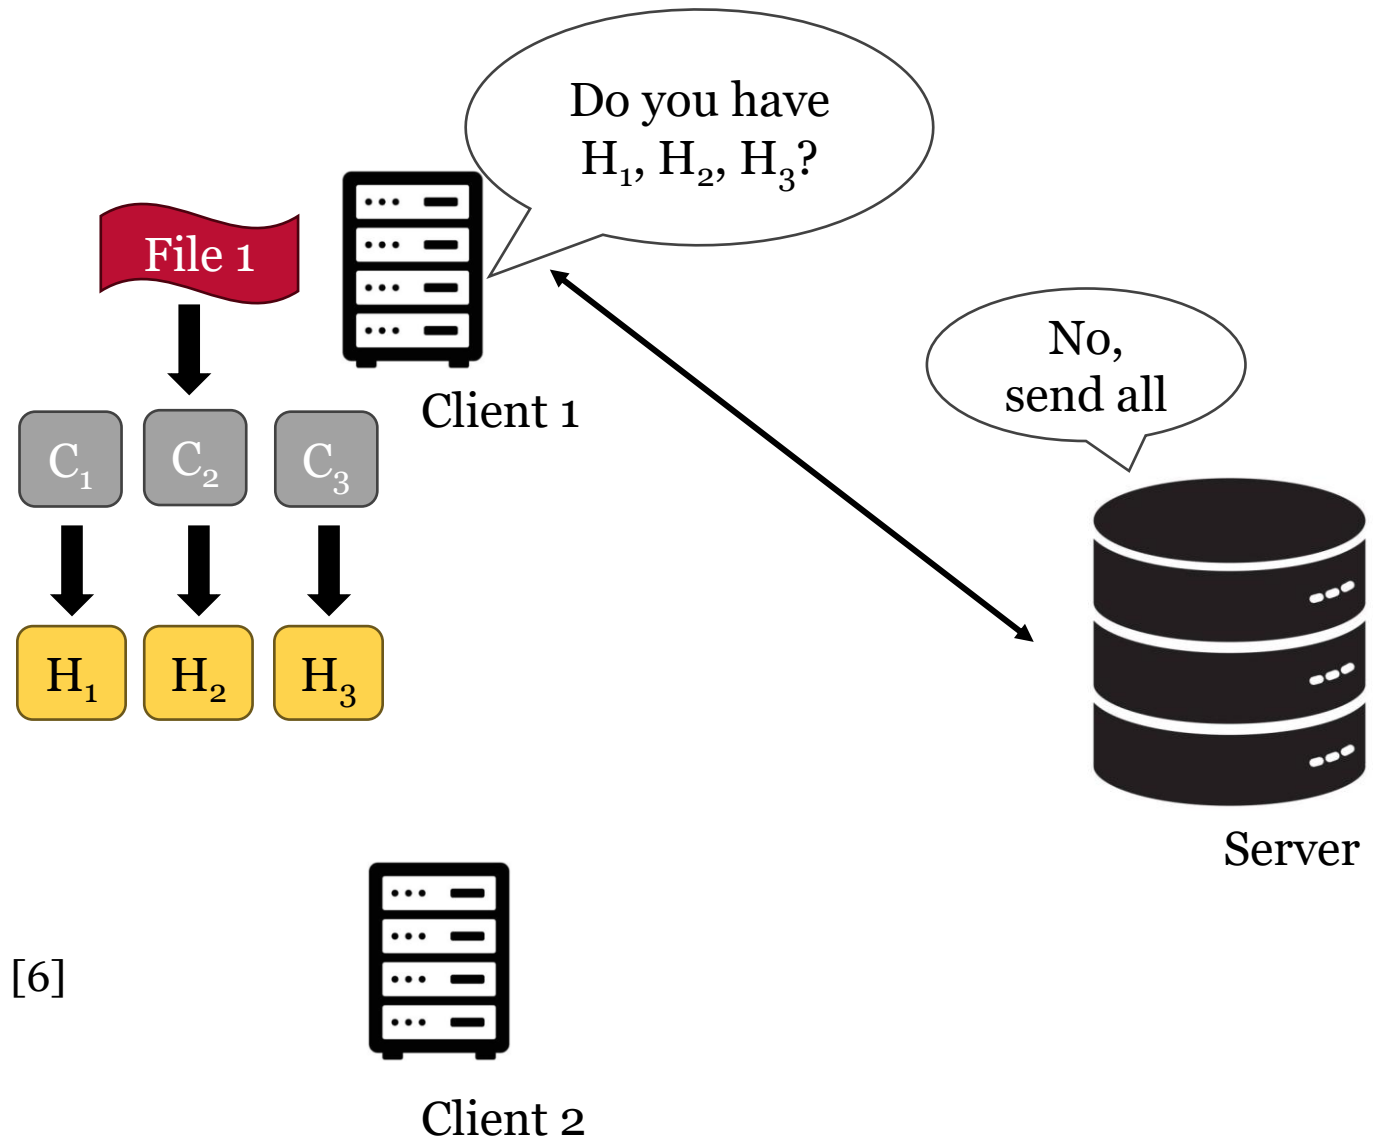 Do you have
H₁, H₂, H₃?
File 1
No,
send all
Client 1
C₁ C₂ C₃
H₁ H₂ H₃
Server
[6]
Client 2